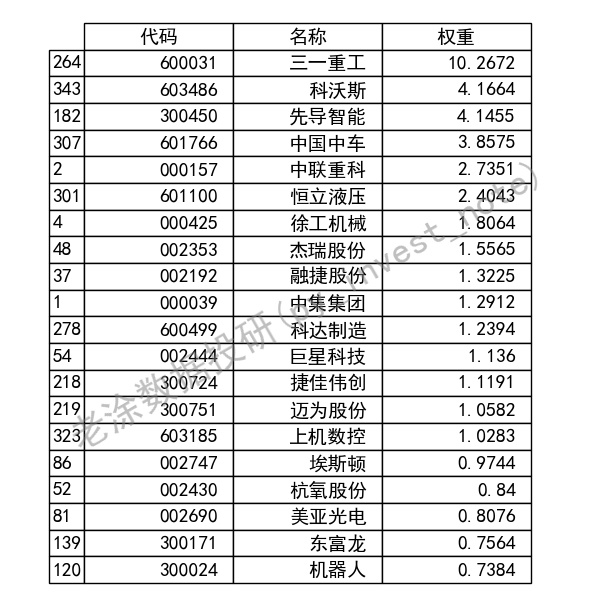 代码 名称 权重
264 600031 三一重工 10.2672
343 603486 科沃斯 4.1664
182 300450 先导智能 4.1455
307 601766 中国中车 3.8575
2 000157 中联重科 2.7351
301 601100 恒立液压 2.4043
4 000425 徐工机械 1.8064
48 002353 杰瑞股份 1.5565
37 002192 融捷股份 1.3225
1 000039 中集集团 1.2912
278 600499 科达制造 1.2394
54 002444 巨星科技 1.136
218 300724 捷佳伟创 1.1191
219 300751 迈为股份 1.0582
323 603185 上机数控 1.0283
86 002747 埃斯顿 0.9744
52 002430 杭氧股份 0.84
81 002690 美亚光电 0.8076
139 300171 东富龙 0.7564
120 300024 机器人 0.7384